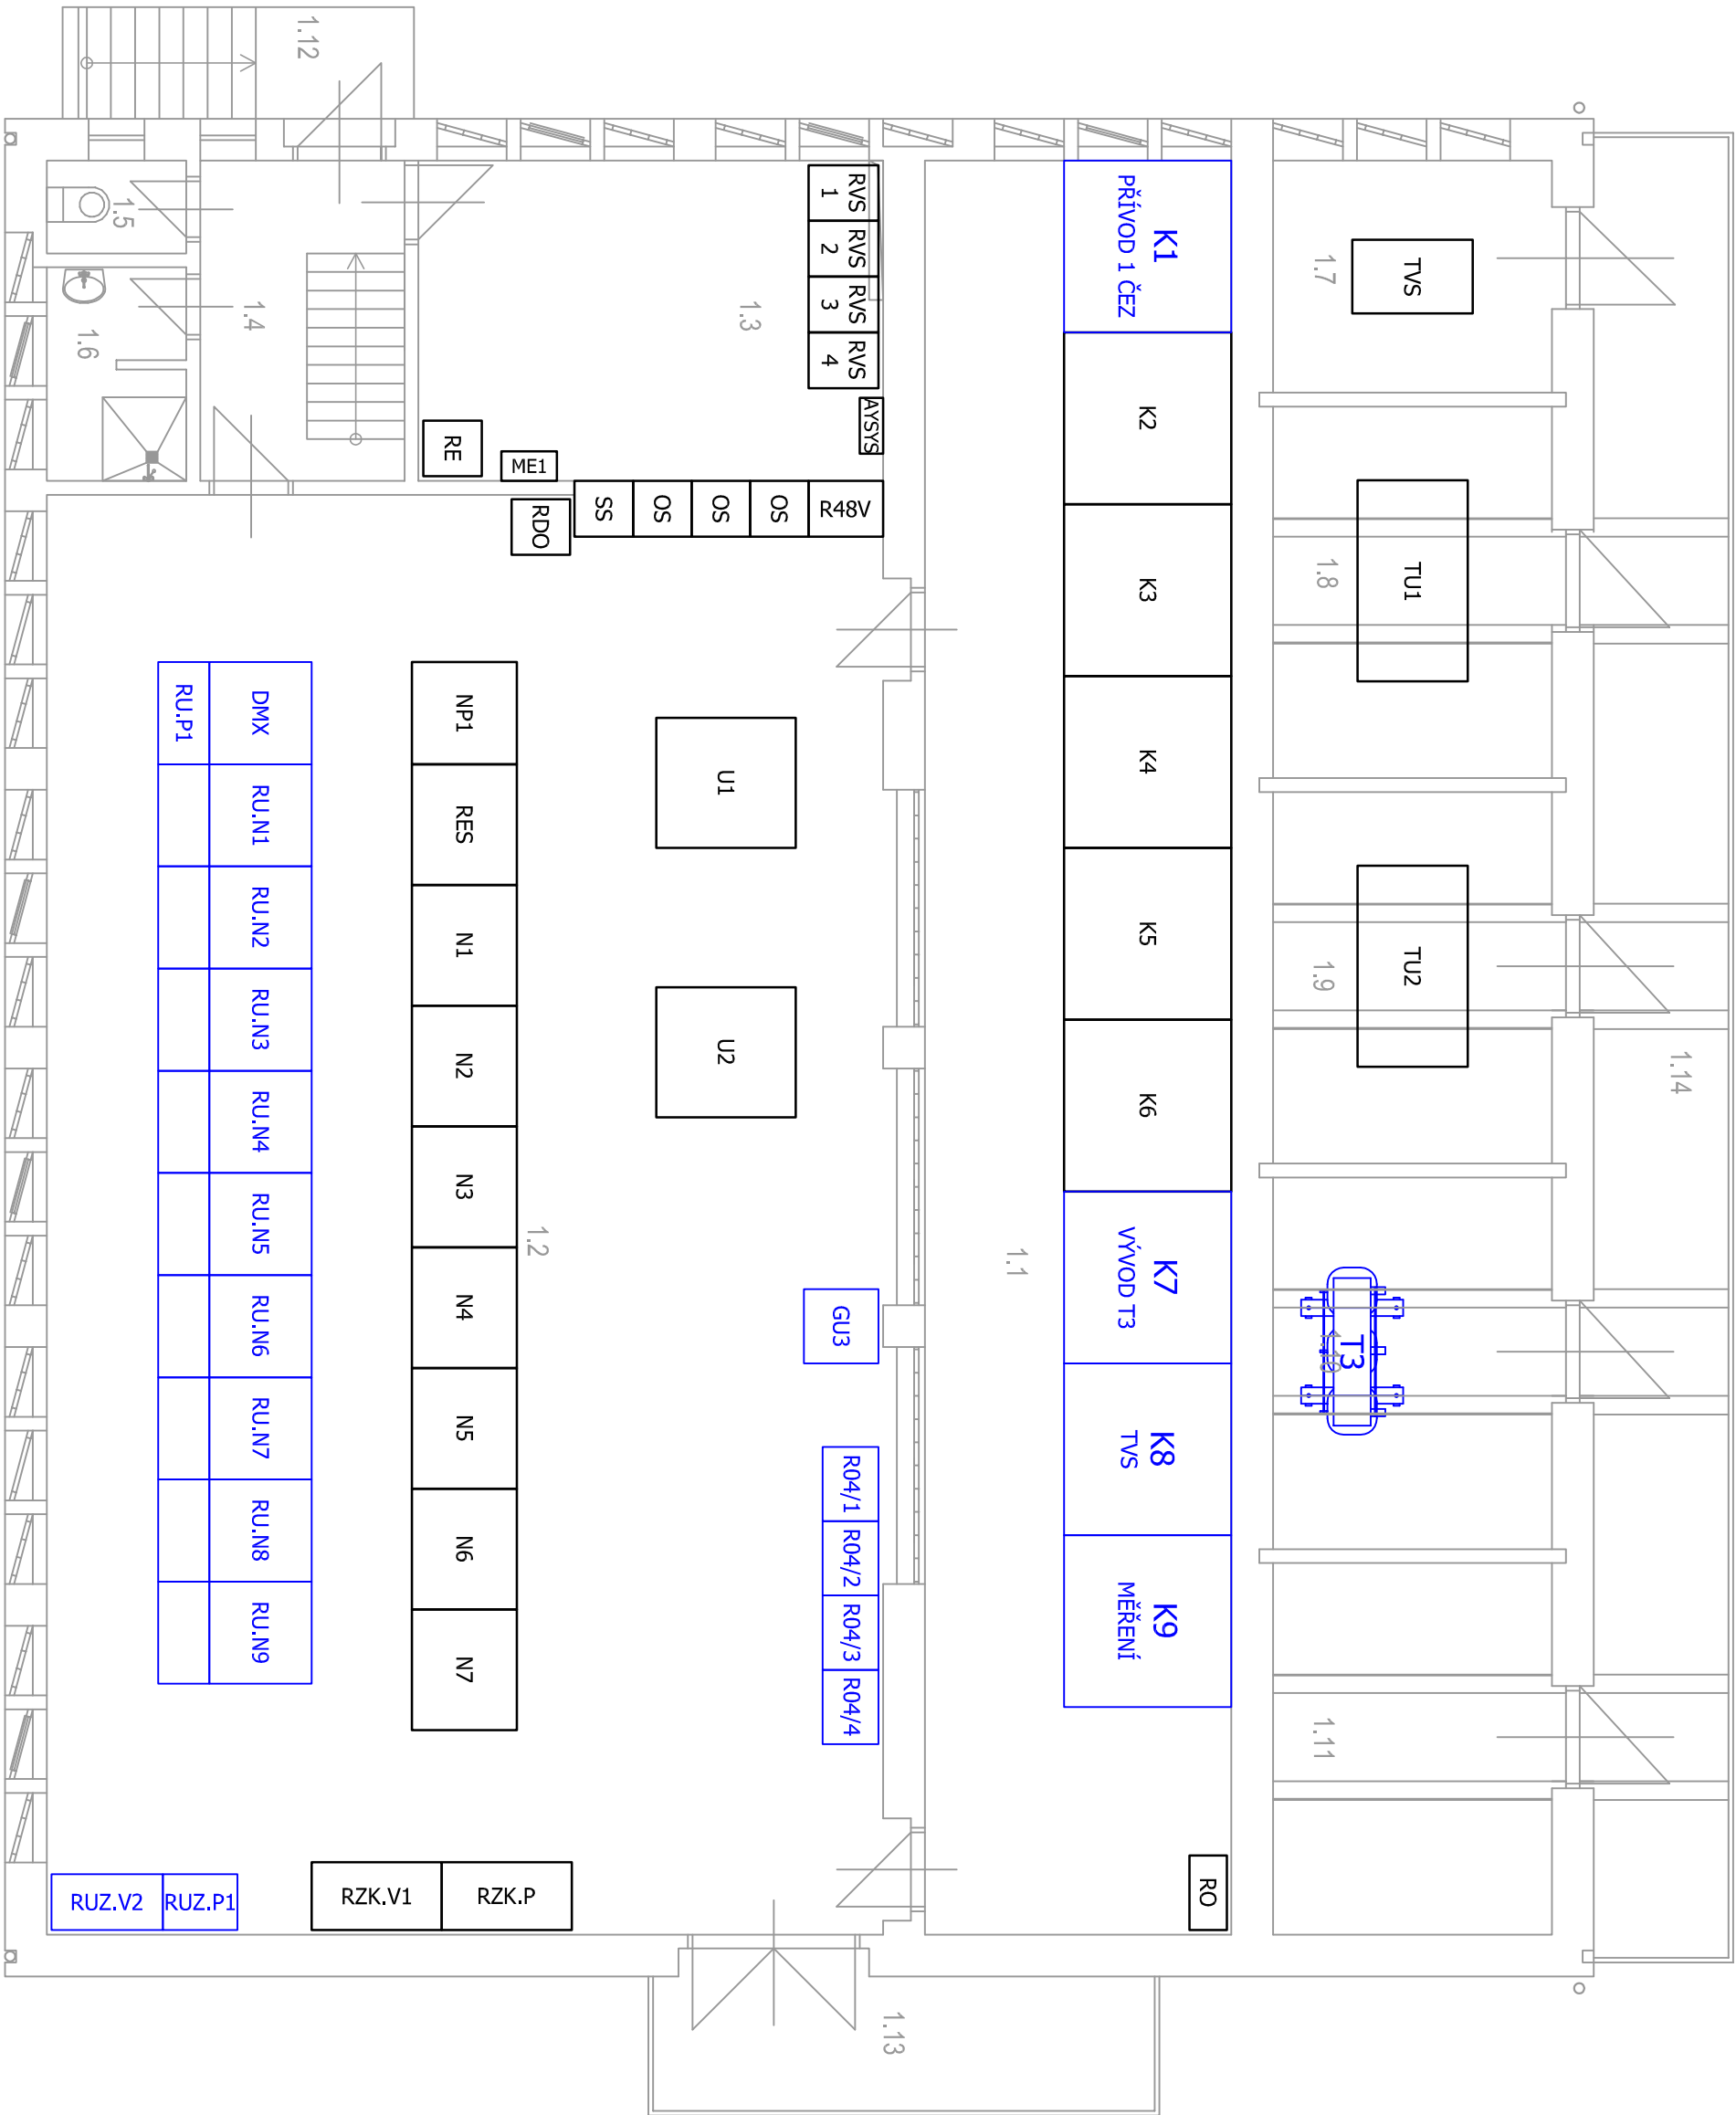 1.12
1.5
1.6
1.4
1.3
RVS
1
RVS
2
RVS
3
RVS
4
AYSYS
RE
ME1
RDO
SS
OS
OS
OS
R48V
K1
PŘÍVOD 1 ČEZ
K2
K3
K4
K5
K6
K7
VÝVOD T3
K8
TVS
K9
MĚŘENÍ
RO
1.1
1.7
TVS
1.8
TU1
1.9
TU2
1.14
T3
1.10
1.11
RU.P1
DMX
RU.N1
RU.N2
RU.N3
RU.N4
RU.N5
RU.N6
RU.N7
RU.N8
RU.N9
NP1
RES
N1
N2
N3
N4
N5
N6
N7
1.2
U1
U2
GU3
R04/1
R04/2
R04/3
R04/4
RUZ.V2
RUZ.P1
RZK.V1
RZK.P
1.13